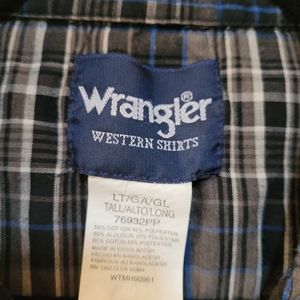 Wrangler®
WESTERN SHIRTS
LT/GA/GL
TALL/ALTO/LONG
76932PP
55% COTTON 45% POLYESTER
55% ALGODON 45% POLIESTER
55% COTON 45% POLYESTER
MADE IN BANGLADESH
HECHO EN BANGLADESH
FABRIQUE AU BANGLADESH